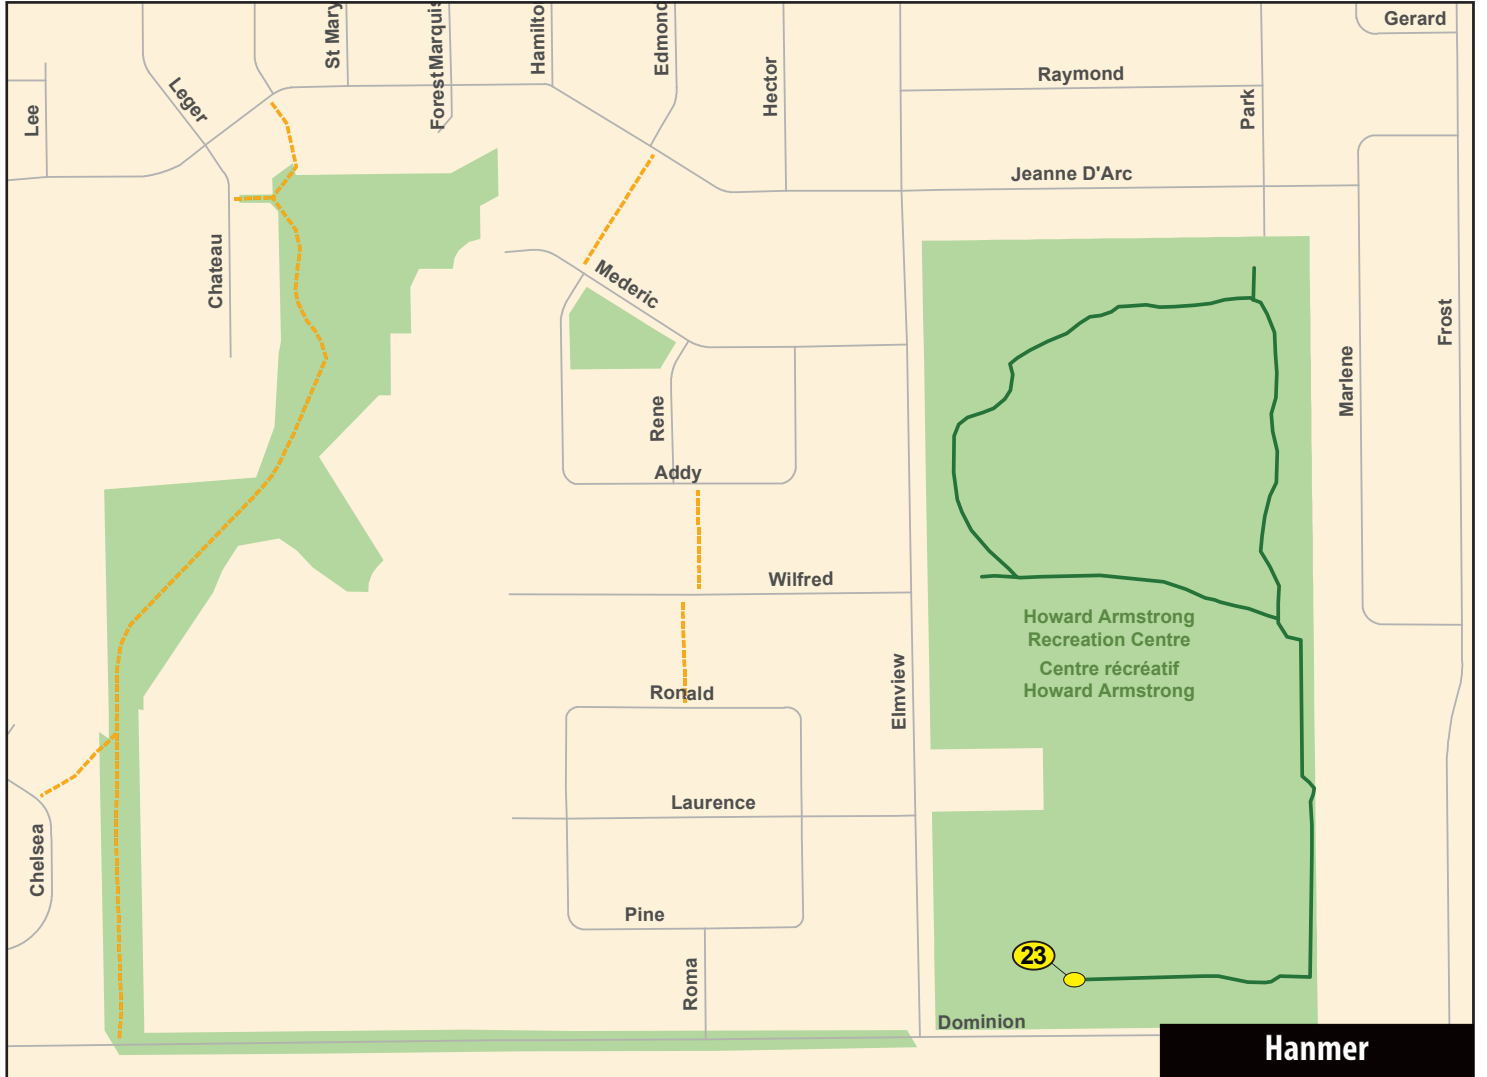 St Mary
Forest
Marquis
Hamilto
Edmond
Hector
Gerard
Raymond
Park
Leger
Lee
Jeanne D'Arc
Chateau
Mederic
Frost
Marlene
Rene
Addy
Wilfred
Howard Armstrong
Recreation Centre
Centre récréatif
Howard Armstrong
Elmview
Ronald
Laurence
Chelsea
Pine
23
Roma
Dominion
Hanmer